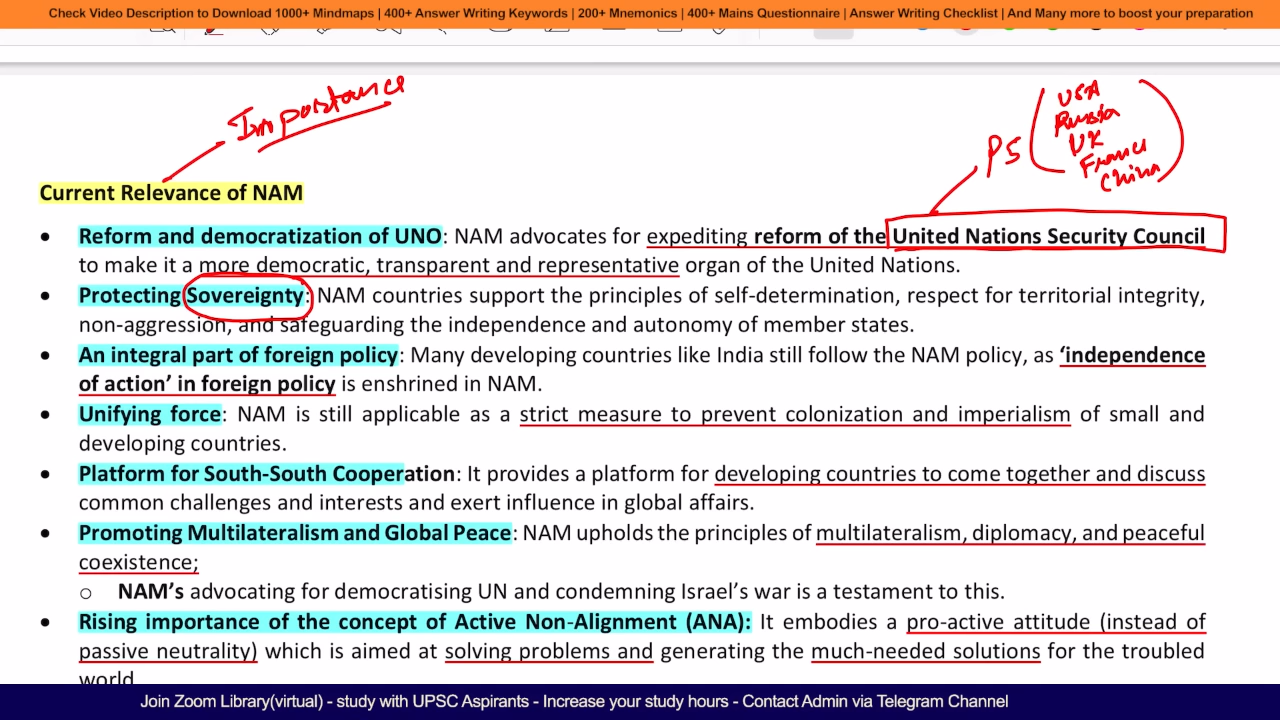 Check Video Description to Download 1000+ Mindmaps | 400+ Answer Writing Keywords | 200+ Mnemonics | 400+ Mains Questionnaire | Answer Writing Checklist | And Many more to boost your preparation
Importance
P5
USA
Russia
UK
France
China
Current Relevance of NAM
• Reform and democratization of UNO: NAM advocates for expediting reform of the United Nations Security Council
to make it a more democratic, transparent and representative organ of the United Nations.
• Protecting Sovereignty: NAM countries support the principles of self-determination, respect for territorial integrity,
non-aggression, and safeguarding the independence and autonomy of member states.
• An integral part of foreign policy: Many developing countries like India still follow the NAM policy, as ‘independence
of action’ in foreign policy is enshrined in NAM.
• Unifying force: NAM is still applicable as a strict measure to prevent colonization and imperialism of small and
developing countries.
• Platform for South-South Cooperation: It provides a platform for developing countries to come together and discuss
common challenges and interests and exert influence in global affairs.
• Promoting Multilateralism and Global Peace: NAM upholds the principles of multilateralism, diplomacy, and peaceful
coexistence;
o NAM’s advocating for democratising UN and condemning Israel’s war is a testament to this.
• Rising importance of the concept of Active Non-Alignment (ANA): It embodies a pro-active attitude (instead of
passive neutrality) which is aimed at solving problems and generating the much-needed solutions for the troubled
world
Join Zoom Library(virtual) - study with UPSC Aspirants - Increase your study hours - Contact Admin via Telegram Channel